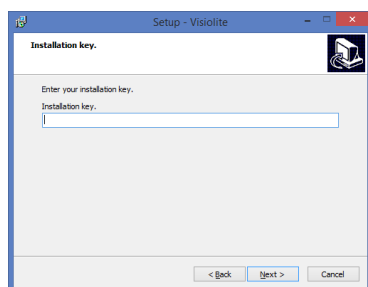 Setup - Visiolite
Installation key.
Enter your installation key.
Installation key.
< Back
Next >
Cancel